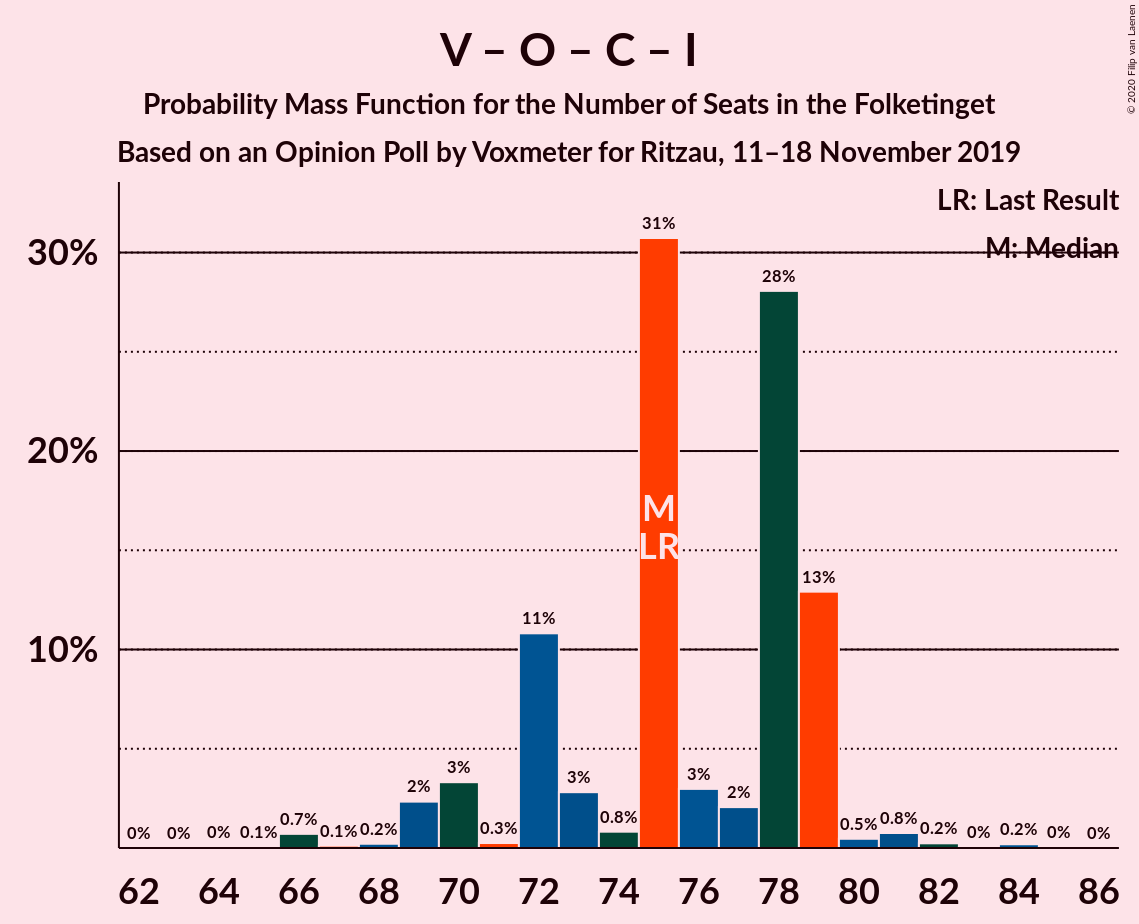 V – O – C – I
Probability Mass Function for the Number of Seats in the Folketinget
Based on an Opinion Poll by Voxmeter for Ritzau, 11–18 November 2019
© 2020 Filip van Laenen
LR: Last Result
M: Median
30%
20%
10%
0% 0% 0% 0.1% 0.7% 0.1% 0.2% 2% 3% 0.3% 11% 3% 0.8% 31% 3% 2% 28% 13% 0.5% 0.8% 0.2% 0% 0.2% 0% 0%
M
LR
62 64 66 68 70 72 74 76 78 80 82 84 86